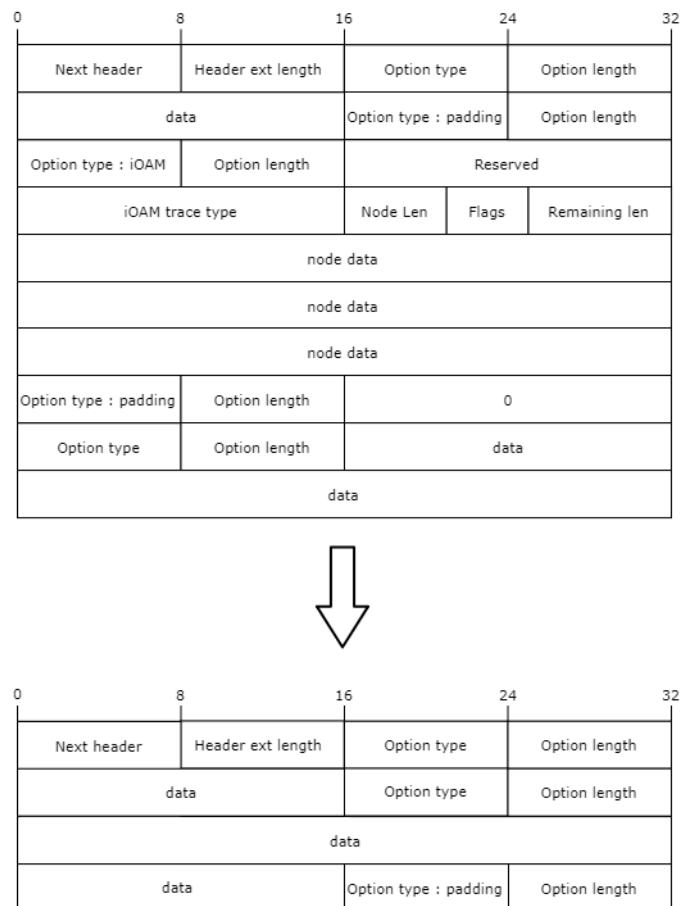 0 8 16 24 32
Next header Header ext length Option type Option length
data Option type : padding Option length
Option type : iOAM Option length Reserved
iOAM trace type Node Len Flags Remaining len
node data
node data
node data
Option type : padding Option length 0
Option type Option length data
data
0 8 16 24 32
Next header Header ext length Option type Option length
data Option type Option length
data
data Option type : padding Option length